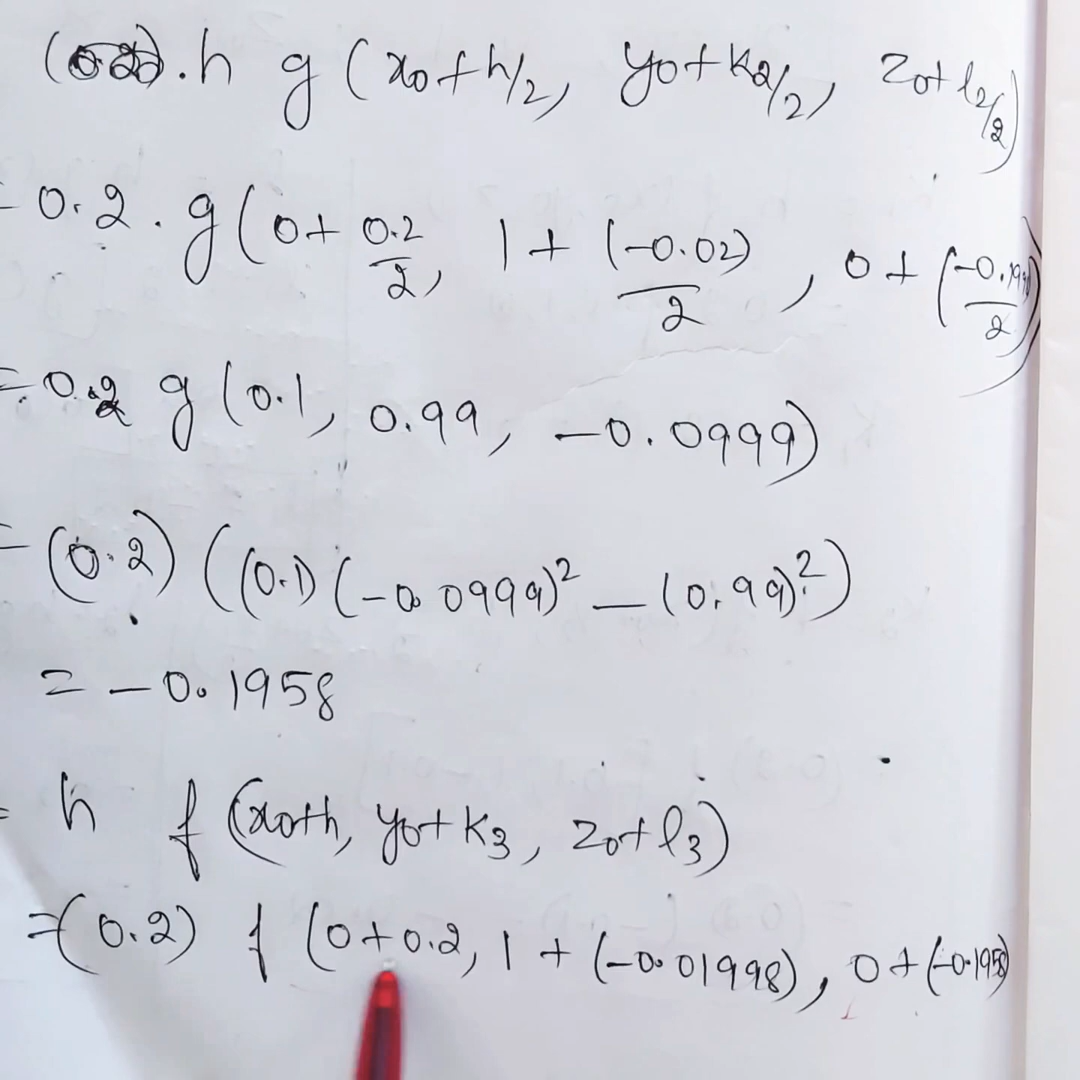 .h g (x0+h/2, y0+k2/2, z0+l2/2)
= 0.2 . g(0+ 0.2/2, 1+ (-0.02)/2, 0+ (-0.1998)/2)
= 0.2 g(0.1, 0.99, -0.0999)
= (0.2) ((0.1)(-0.0999)² - (0.99)²)
= -0.1958
= h f (x0+h, y0+k3, z0+l3)
=(0.2) f (0+0.2, 1+(-0.01998), 0+(-0.1958)